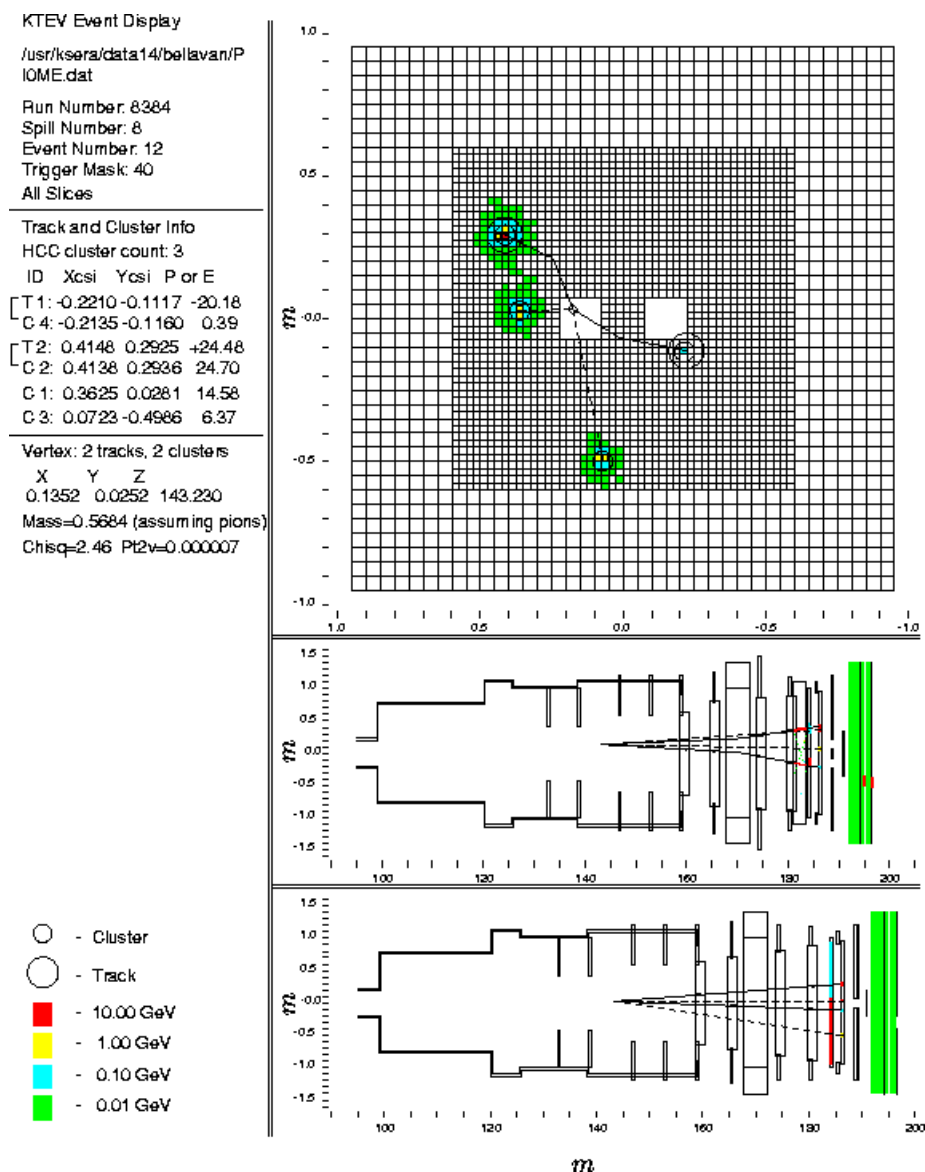 KTEV Event Display
/usr/ksera/data14/bellavan/P
I0ME.dat
Run Number: 8384
Spill Number: 8
Event Number: 12
Trigger Mask: 40
All Slices
Track and Cluster Info
HCC cluster count: 3
ID Xcsi Ycsi P or E
T 1: -0.2210 -0.1117 -20.18
C 4: -0.2135 -0.1160 0.39
T 2: 0.4148 0.2925 +24.48
C 2: 0.4138 0.2936 24.70
C 1: 0.3625 0.0281 14.58
C 3: 0.0723 -0.4986 6.37
Vertex: 2 tracks, 2 clusters
X Y Z
0.1352 0.0252 143.230
Mass=0.5684 (assuming pions)
Chisq=2.46 Pt2v=0.000007
- Cluster
- Track
- 10.00 GeV
- 1.00 GeV
- 0.10 GeV
- 0.01 GeV
1.0
0.5
m
-0.0
-0.5
-1.0
1.0 0.5 0.0 -0.5 -1.0
1.5
1.0
0.5
m
0.0
-0.5
-1.0
-1.5
100 120 140 160 180 200
1.5
1.0
0.5
m
-0.0
-0.5
-1.0
-1.5
100 120 140 160 180 200
m